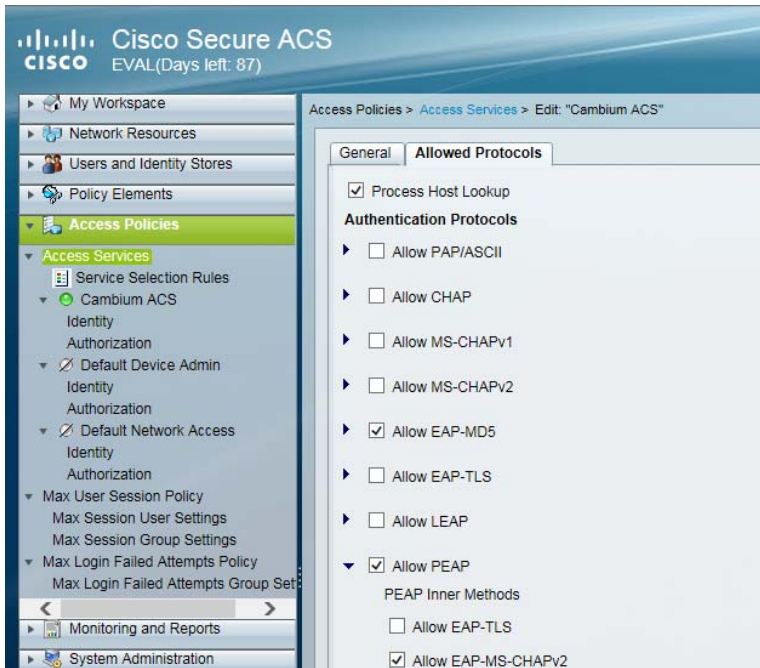 Cisco Secure ACS
CISCO
EVAL(Days left: 87)
My Workspace
Network Resources
Users and Identity Stores
Policy Elements
Access Policies
Access Services
Service Selection Rules
Cambium ACS
Identity
Authorization
Default Device Admin
Identity
Authorization
Default Network Access
Identity
Authorization
Max User Session Policy
Max Session User Settings
Max Session Group Settings
Max Login Failed Attempts Policy
Max Login Failed Attempts Group Set
Monitoring and Reports
System Administration
Access Policies > Access Services > Edit: "Cambium ACS"
General
Allowed Protocols
Process Host Lookup
Authentication Protocols
Allow PAP/ASCII
Allow CHAP
Allow MS-CHAPv1
Allow MS-CHAPv2
Allow EAP-MD5
Allow EAP-TLS
Allow LEAP
Allow PEAP
PEAP Inner Methods
Allow EAP-TLS
Allow EAP-MS-CHAPv2